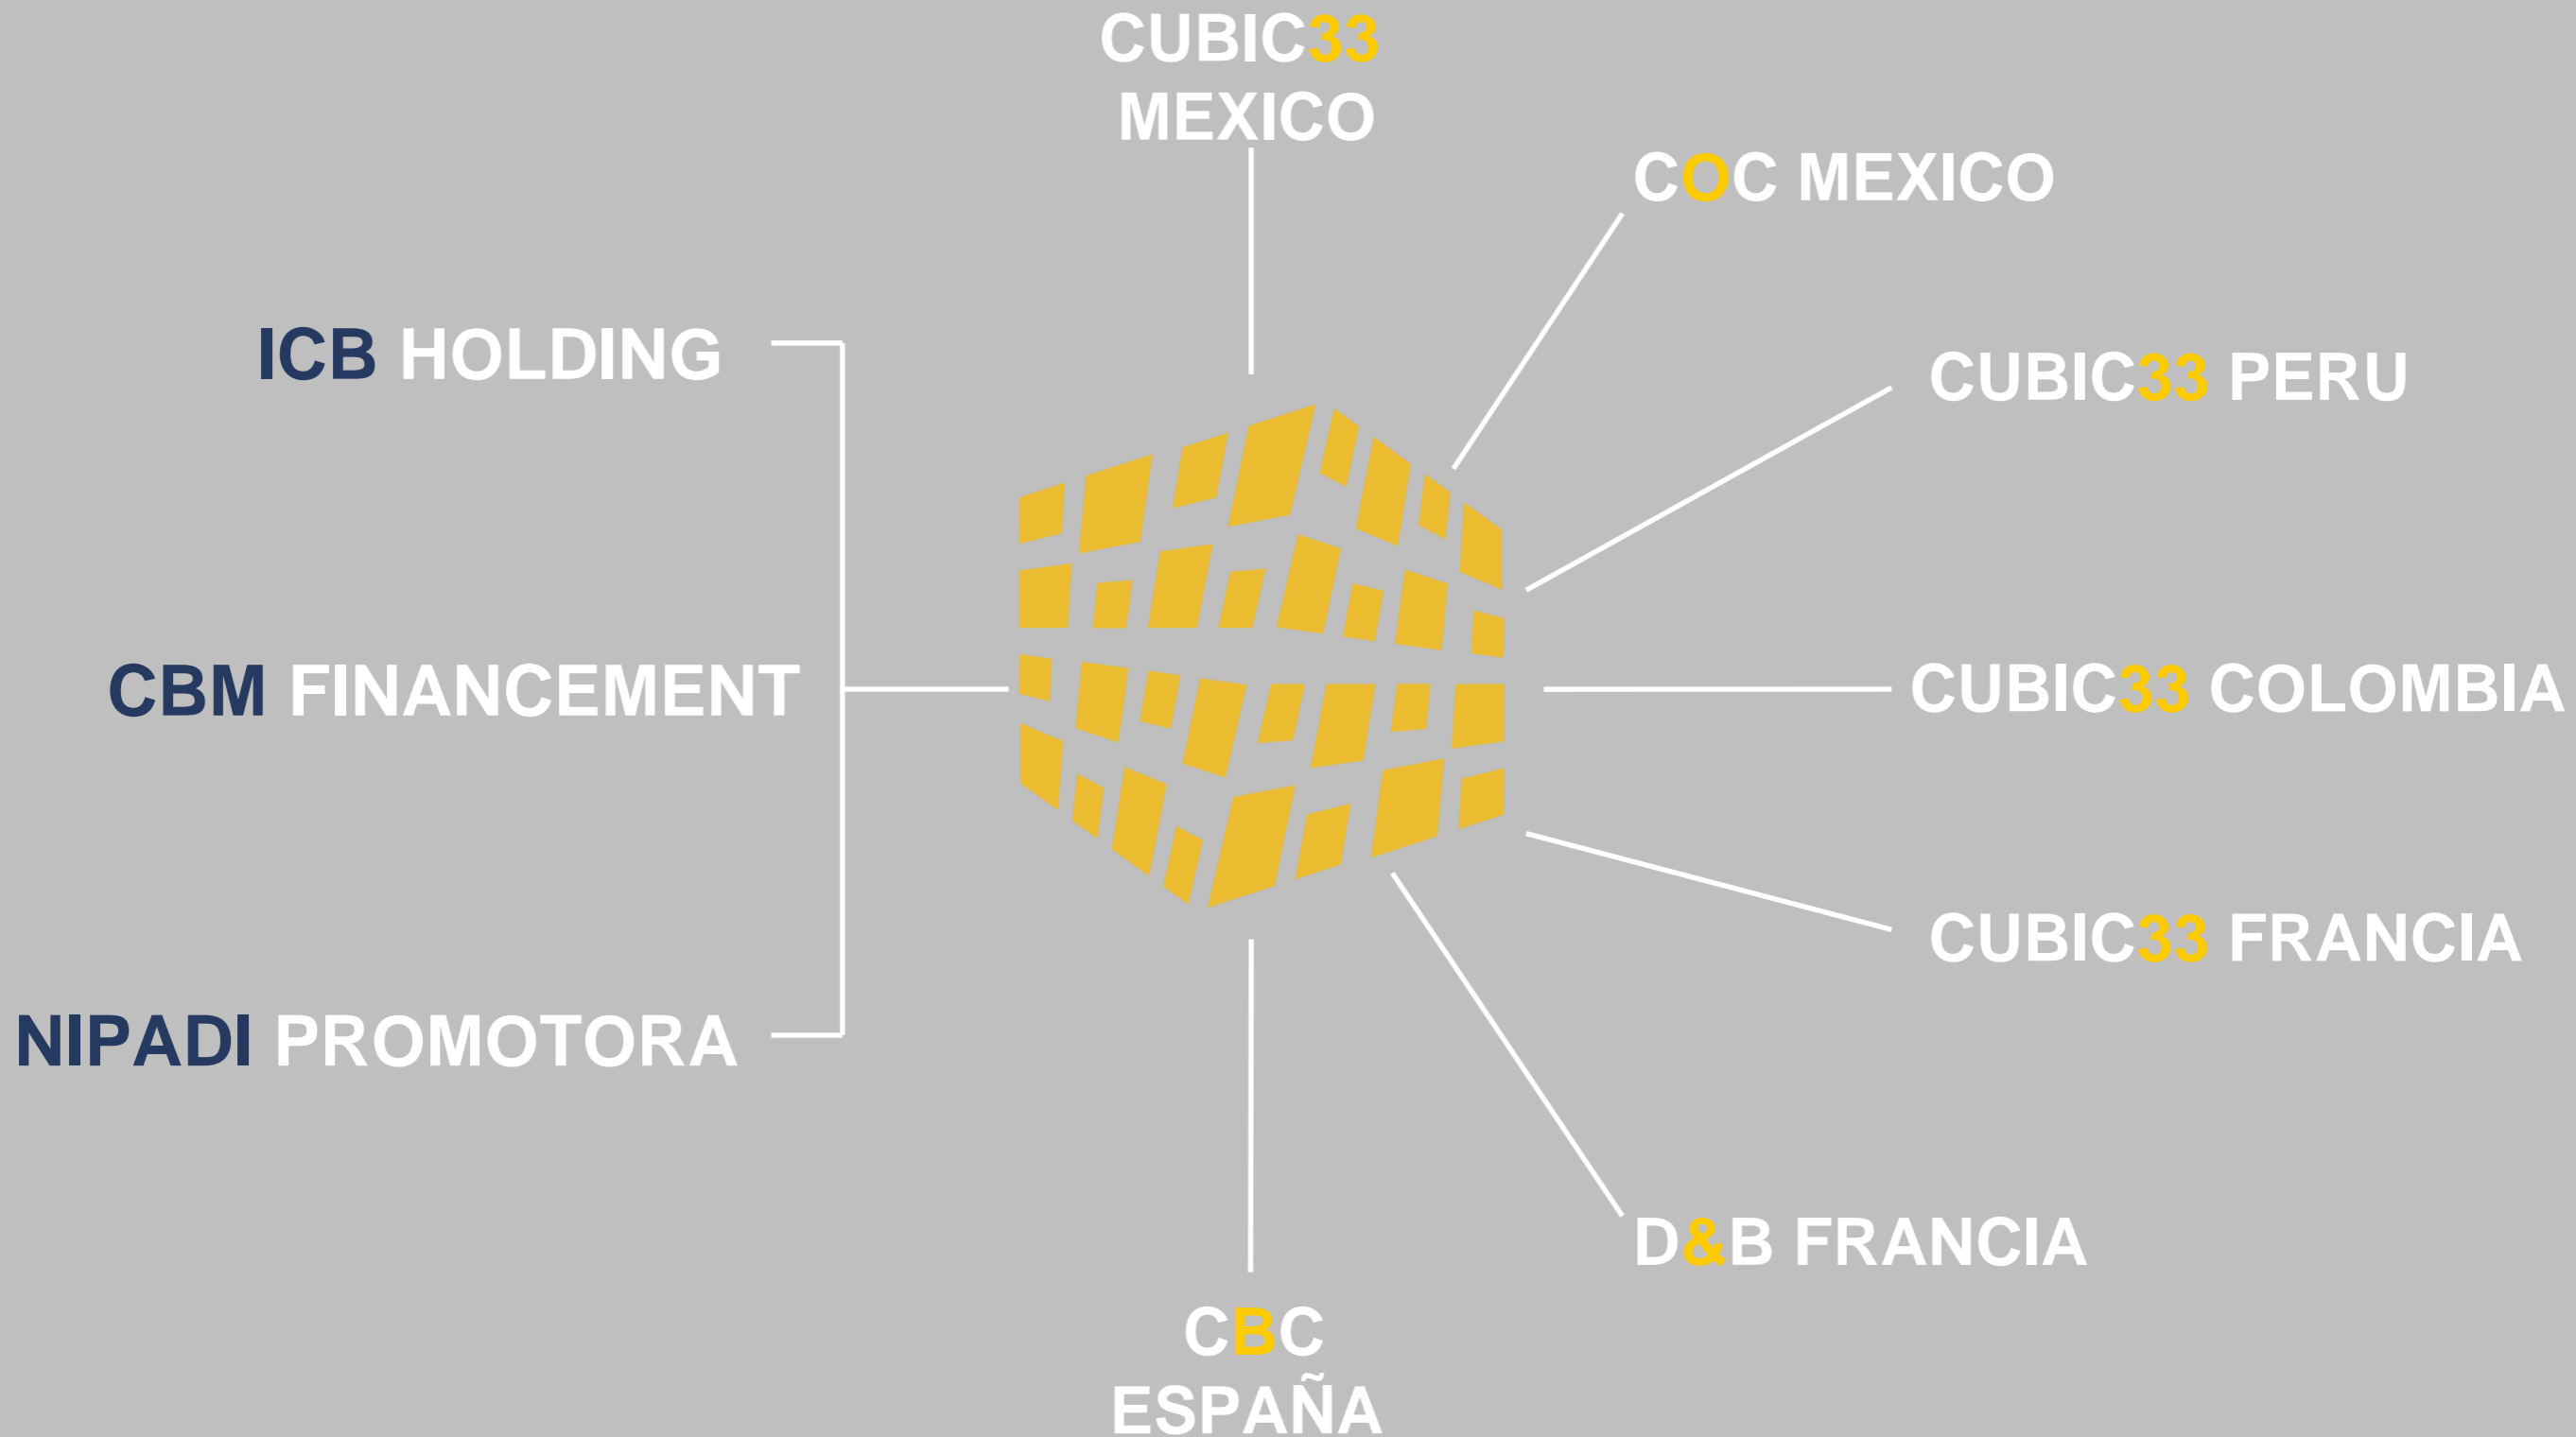 CUBIC33
MEXICO
COC MEXICO
ICB HOLDING
CUBIC33 PERU
CBM FINANCEMENT
CUBIC33 COLOMBIA
CUBIC33 FRANCIA
NIPADI PROMOTORA
D&B FRANCIA
CBC
ESPAÑA